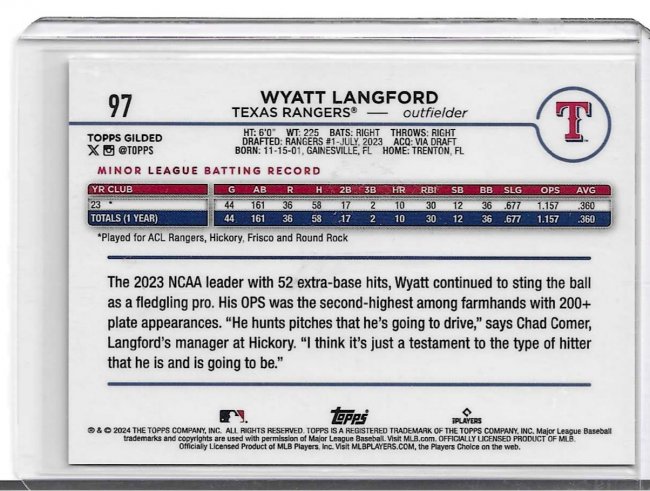 97
WYATT LANGFORD
TEXAS RANGERS® — outfielder
T
TOPPS GILDED
@TOPPS
HT: 6'0" WT: 225 BATS: RIGHT THROWS: RIGHT
DRAFTED: RANGERS #1-JULY, 2023 ACQ: VIA DRAFT
BORN: 11-15-01, GAINESVILLE, FL HOME: TRENTON, FL
MINOR LEAGUE BATTING RECORD
YR CLUB G AB R H 2B 3B HR RBI SB BB SLG OPS AVG
23 * 44 161 36 58 17 2 10 30 12 36 .677 1.157 .360
TOTALS (1 YEAR) 44 161 36 58 17 2 10 30 12 36 .677 1.157 .360
*Played for ACL Rangers, Hickory, Frisco and Round Rock
The 2023 NCAA leader with 52 extra-base hits, Wyatt continued to sting the ball
as a fledgling pro. His OPS was the second-highest among farmhands with 200+
plate appearances. “He hunts pitches that he's going to drive,” says Chad Comer,
Langford's manager at Hickory. “I think it's just a testament to the type of hitter
that he is and is going to be.”
topps
PLAYERS
® & © 2024 THE TOPPS COMPANY, INC. ALL RIGHTS RESERVED. TOPPS IS A REGISTERED TRADEMARK OF THE TOPPS COMPANY, INC. Major League Baseball
trademarks and copyrights are used with permission of Major League Baseball. Visit MLB.com. OFFICIALLY LICENSED PRODUCT OF MLB
Officially Licensed Product of MLB Players, Inc. Visit MLBPLAYERS.COM, the Players Choice on the web.